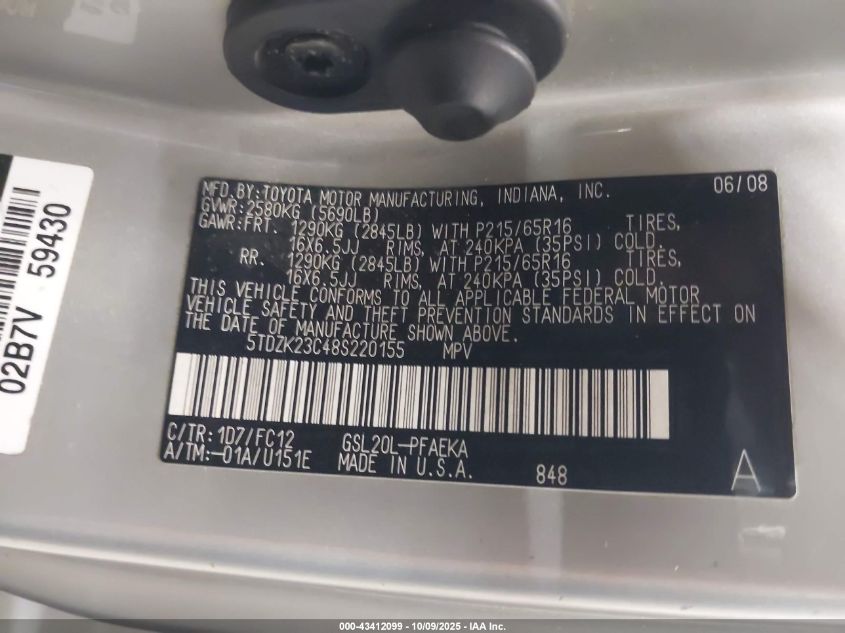 MFD.BY:TOYOTA MOTOR MANUFACTURING, INDIANA, INC. 06/08
GVWR:2580KG (5690LB)
GAWR:FRT. 1290KG (2845LB) WITH P215/65R16 TIRES,
16X6.5JJ RIMS, AT 240KPA (35PSI) COLD.
RR. 1290KG (2845LB) WITH P215/65R16 TIRES,
16X6.5JJ RIMS, AT 240KPA (35PSI) COLD.
THIS VEHICLE CONFORMS TO ALL APPLICABLE FEDERAL MOTOR
VEHICLE SAFETY AND THEFT PREVENTION STANDARDS IN EFFECT ON
THE DATE OF MANUFACTURE SHOWN ABOVE.
5TDZK23C48S220155 MPV
C/TR:1D7/FC12 GSL20L-PFAEKA
A/TM:-01A/U151E MADE IN U.S.A. 848 A
02B7V 59430
000-43412099 - 10/09/2025 - IAA Inc.